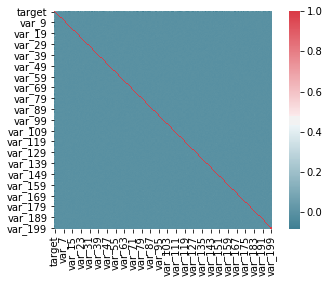 target
var_9
var_19
var_29
var_39
var_49
var_59
var_69
var_79
var_89
var_99
var_109
var_119
var_129
var_139
var_149
var_159
var_169
var_179
var_189
var_199
target
var_7
var_15
var_23
var_31
var_39
var_47
var_55
var_63
var_71
var_79
var_87
var_95
var_103
var_111
var_119
var_127
var_135
var_143
var_151
var_159
var_167
var_175
var_183
var_191
var_199
1.0
0.8
0.6
0.4
0.2
0.0